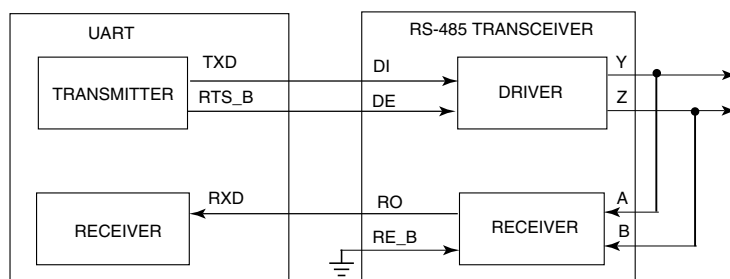 UART
RS-485 TRANSCEIVER
TXD
DI
Y
TRANSMITTER
DRIVER
RTS_B
DE
Z
RXD
RO
A
RECEIVER
RECEIVER
RE_B
B